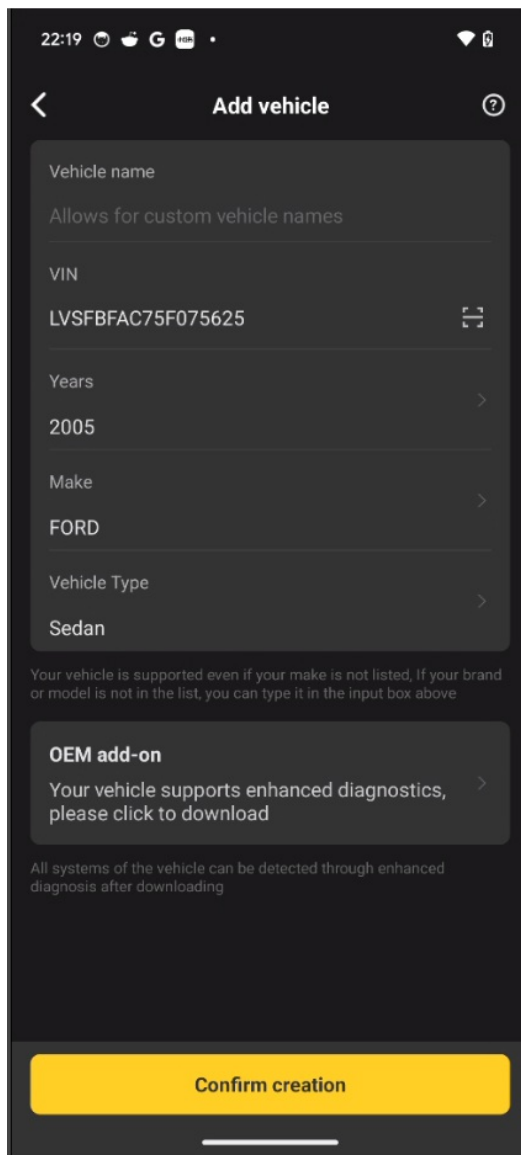 22:19
Add vehicle
Vehicle name
Allows for custom vehicle names
VIN
LVSFBFAC75F075625
Years
2005
Make
FORD
Vehicle Type
Sedan
Your vehicle is supported even if your make is not listed, If your brand
or model is not in the list, you can type it in the input box above
OEM add-on
Your vehicle supports enhanced diagnostics,
please click to download
All systems of the vehicle can be detected through enhanced
diagnosis after downloading
Confirm creation